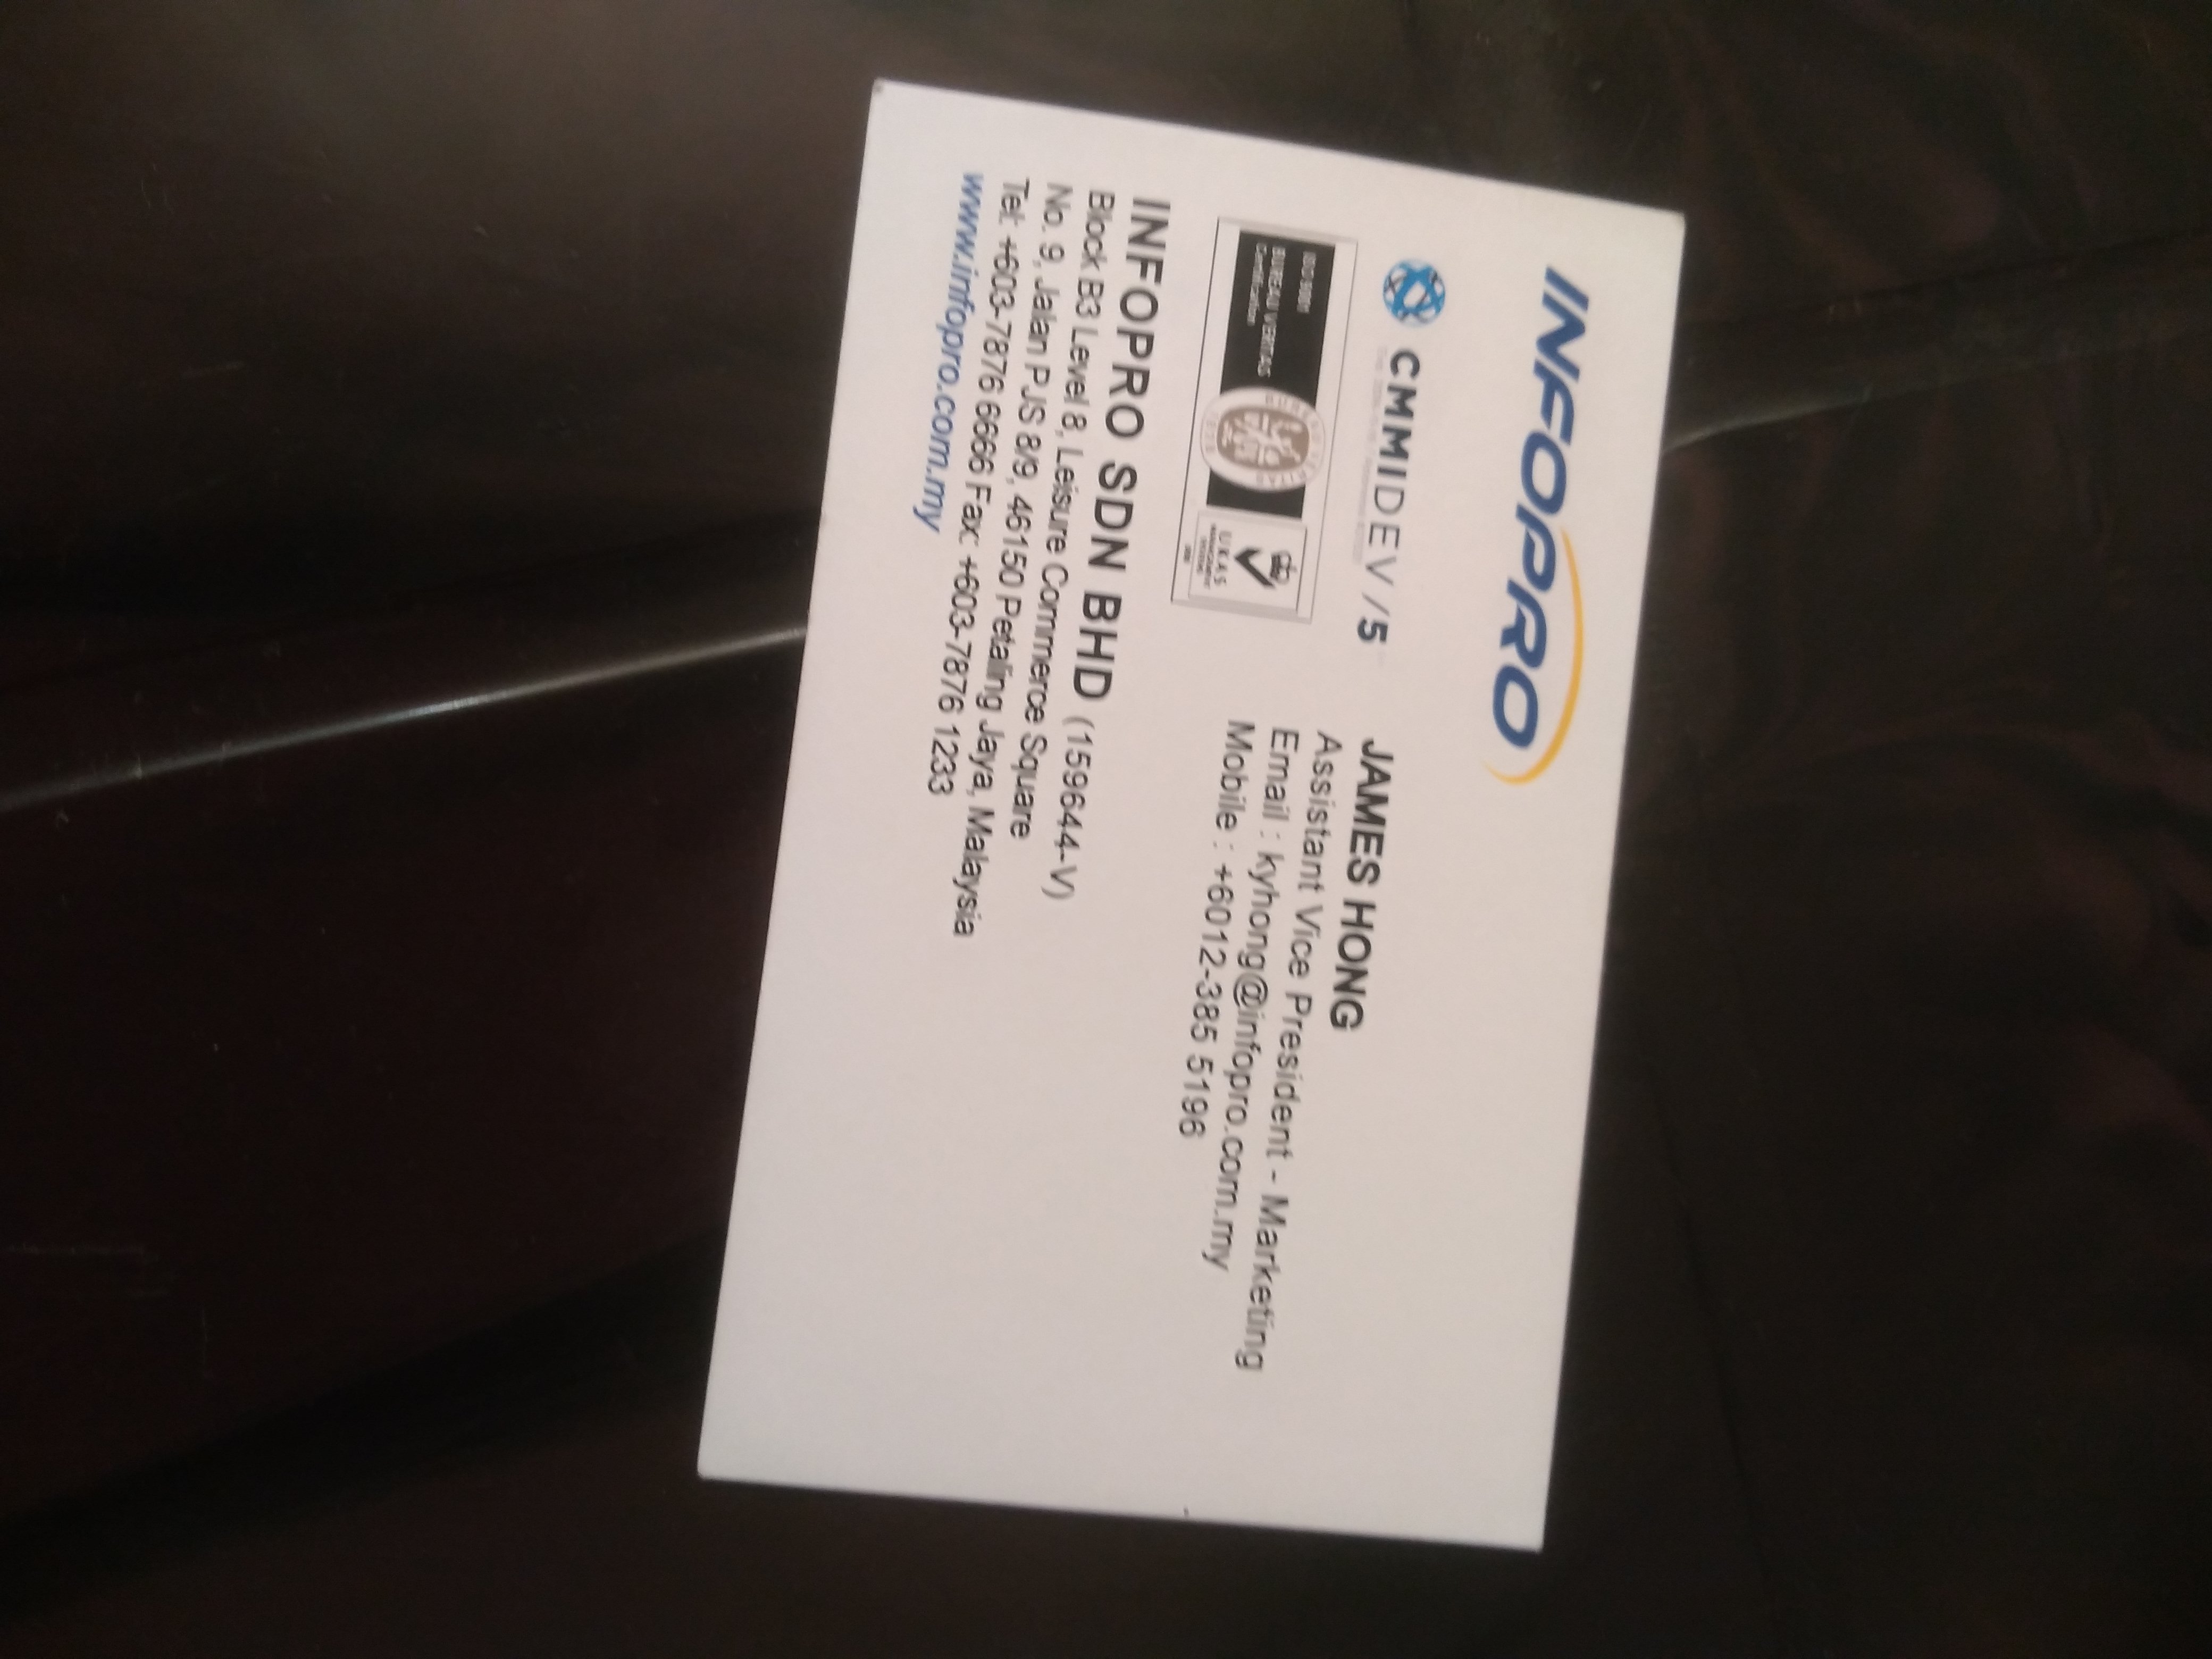 INFOPRO
CMMIDEV/5
ISO 9001
BUREAU VERITAS
Certification
BUREAU VERITAS
1828
UKAS
MANAGEMENT
SYSTEMS
JAMES HONG
Assistant Vice President - Marketing
Email : kyhong@infopro.com.my
Mobile : +6012-385 5196
INFOPRO SDN BHD (159644-V)
Block B3 Level 8, Leisure Commerce Square
No. 9, Jalan PJS 8/9, 46150 Petaling Jaya, Malaysia
Tel: +603-7876 6666 Fax: +603-7876 1233
www.infopro.com.my